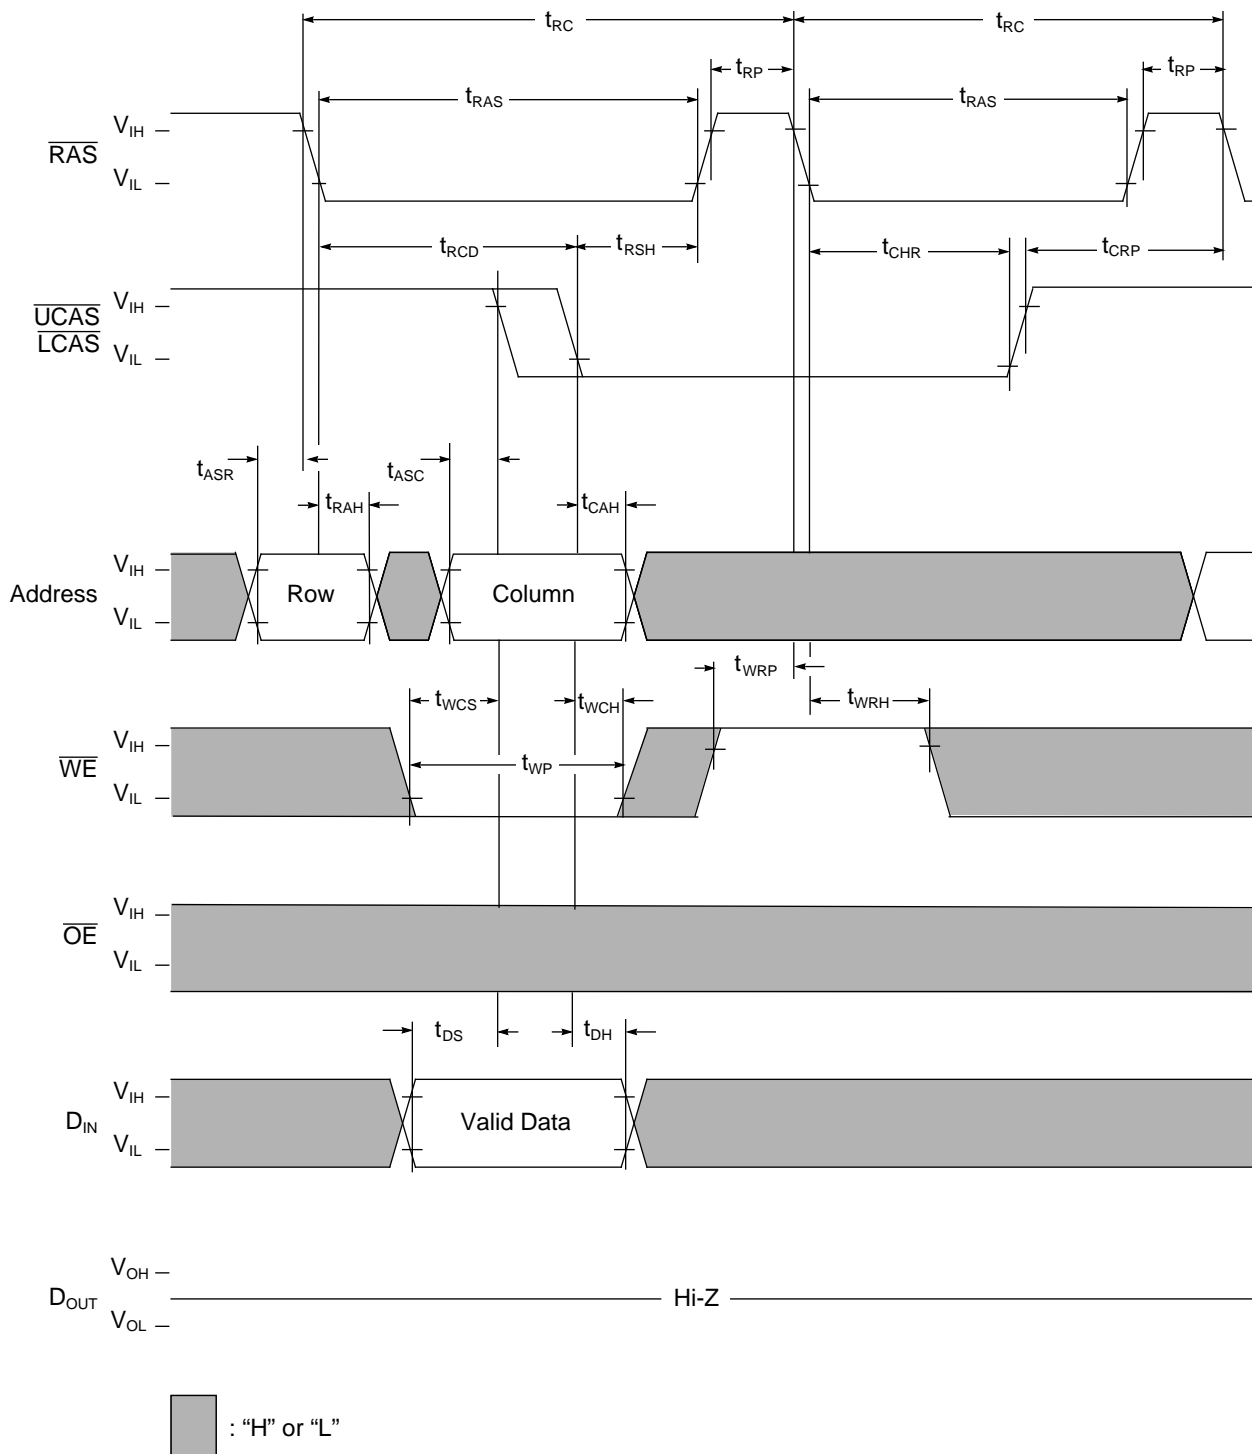 tRC tRC
tRP tRP
tRAS tRAS
VIH
RAS
VIL
tRCD tRSH tCHR tCRP
VIH
UCAS
LCAS
VIL
tASR tASC
tRAH tCAH
VIH
Address Row Column
VIL
tWRP
tWCS tWCH tWRH
VIH
WE tWP
VIL
VIH
OE
VIL
tDS tDH
VIH
DIN Valid Data
VIL
VOH
DOUT Hi-Z
VOL
: “H” or “L”